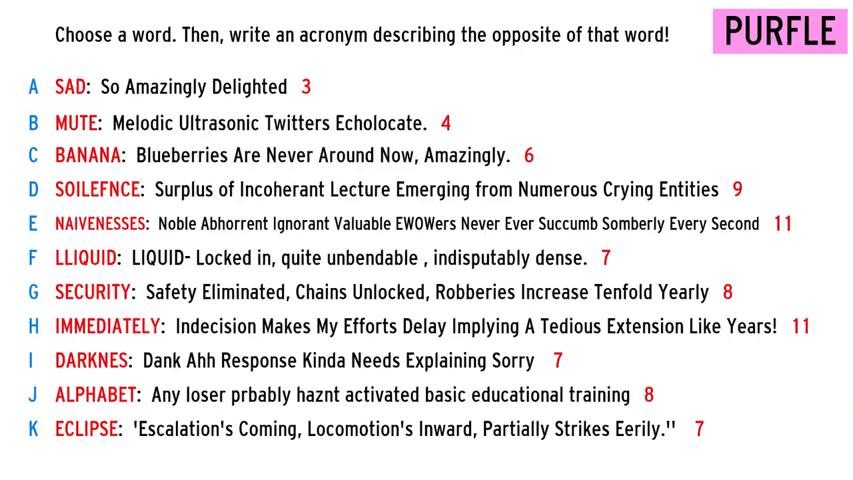 Choose a word. Then, write an acronym describing the opposite of that word!
PURFLE
A SAD: So Amazingly Delighted 3
B MUTE: Melodic Ultrasonic Twitters Echolocate. 4
C BANANA: Blueberries Are Never Around Now, Amazingly. 6
D SOILEFNCE: Surplus of Incoherant Lecture Emerging from Numerous Crying Entities 9
E NAIVENESSES: Noble Abhorrent Ignorant Valuable EWOWers Never Ever Succumb Somberly Every Second 11
F LLIQUID: LIQUID- Locked in, quite unbendable , indisputably dense. 7
G SECURITY: Safety Eliminated, Chains Unlocked, Robberies Increase Tenfold Yearly 8
H IMMEDIATELY: Indecision Makes My Efforts Delay Implying A Tedious Extension Like Years! 11
I DARKNES: Dank Ahh Response Kinda Needs Explaining Sorry 7
J ALPHABET: Any loser prbably haznt activated basic educational training 8
K ECLIPSE: 'Escalation's Coming, Locomotion's Inward, Partially Strikes Eerily.'' 7